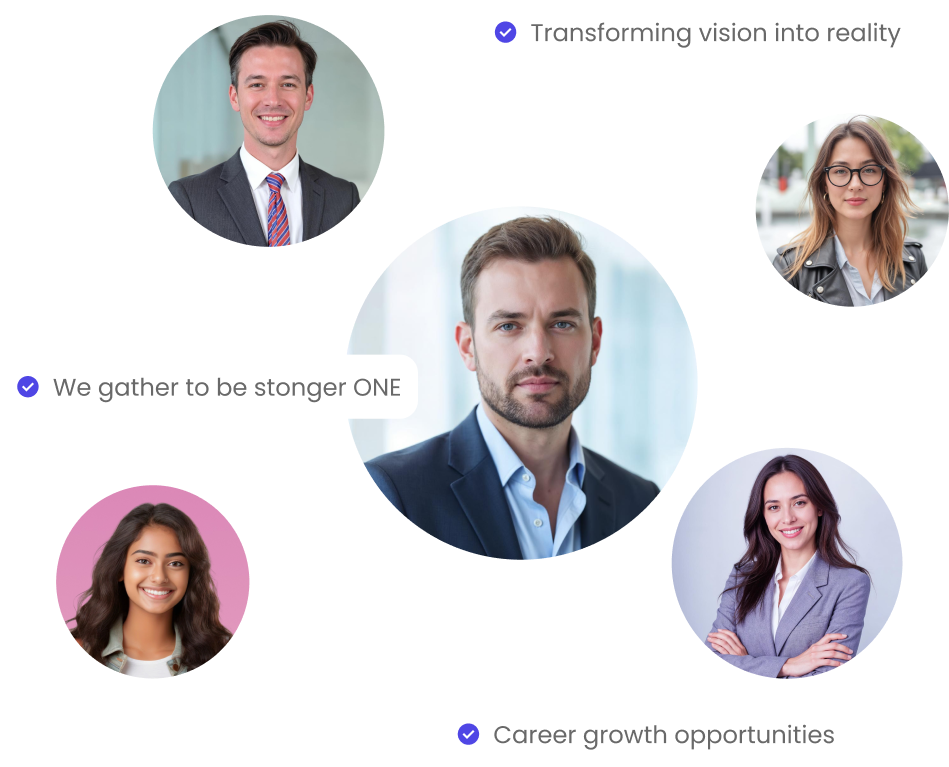 Transforming vision into reality
We gather to be stonger ONE
Career growth opportunities